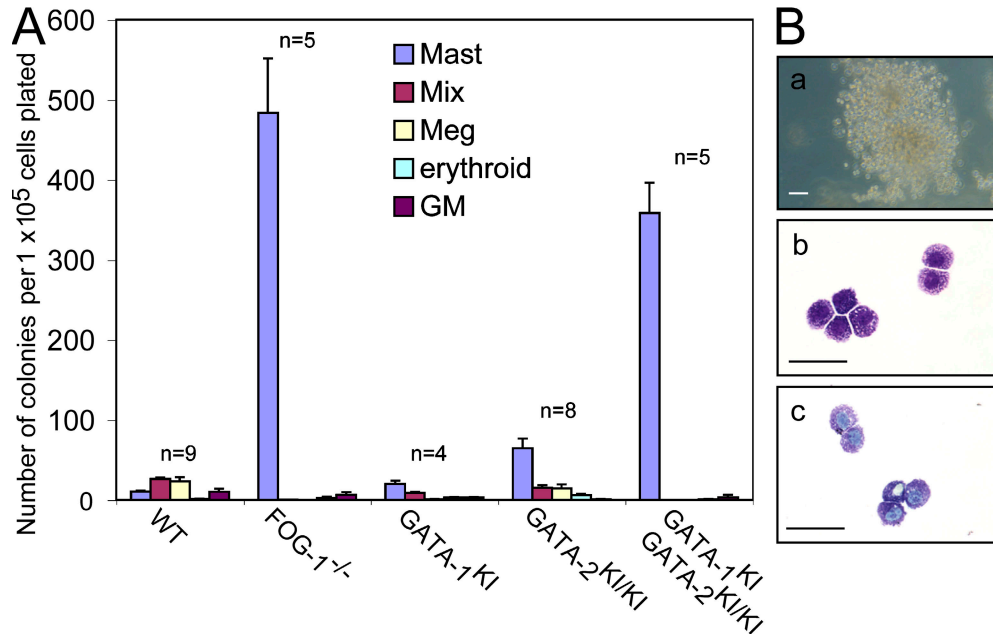 A
Number of colonies per 1 x 10⁵ cells plated
600
500
400
300
200
100
0
n=5
Mast
Mix
Meg
erythroid
GM
n=5
n=9
n=4
n=8
WT
FOG-1-/-
GATA-1KI
GATA-2KI/KI
GATA-1KI
GATA-2KI/KI
B
a
b
c